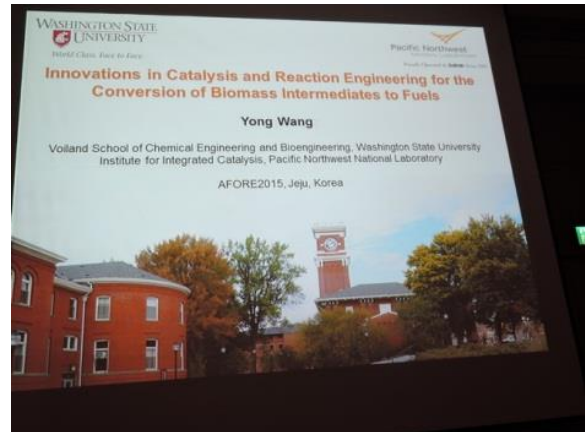 WASHINGTON STATE
UNIVERSITY
World Class. Face to Face.
Pacific Northwest
Innovations in Catalysis and Reaction Engineering for the
Conversion of Biomass Intermediates to Fuels
Yong Wang
Voiland School of Chemical Engineering and Bioengineering, Washington State University
Institute for Integrated Catalysis, Pacific Northwest National Laboratory
AFORE2015, Jeju, Korea